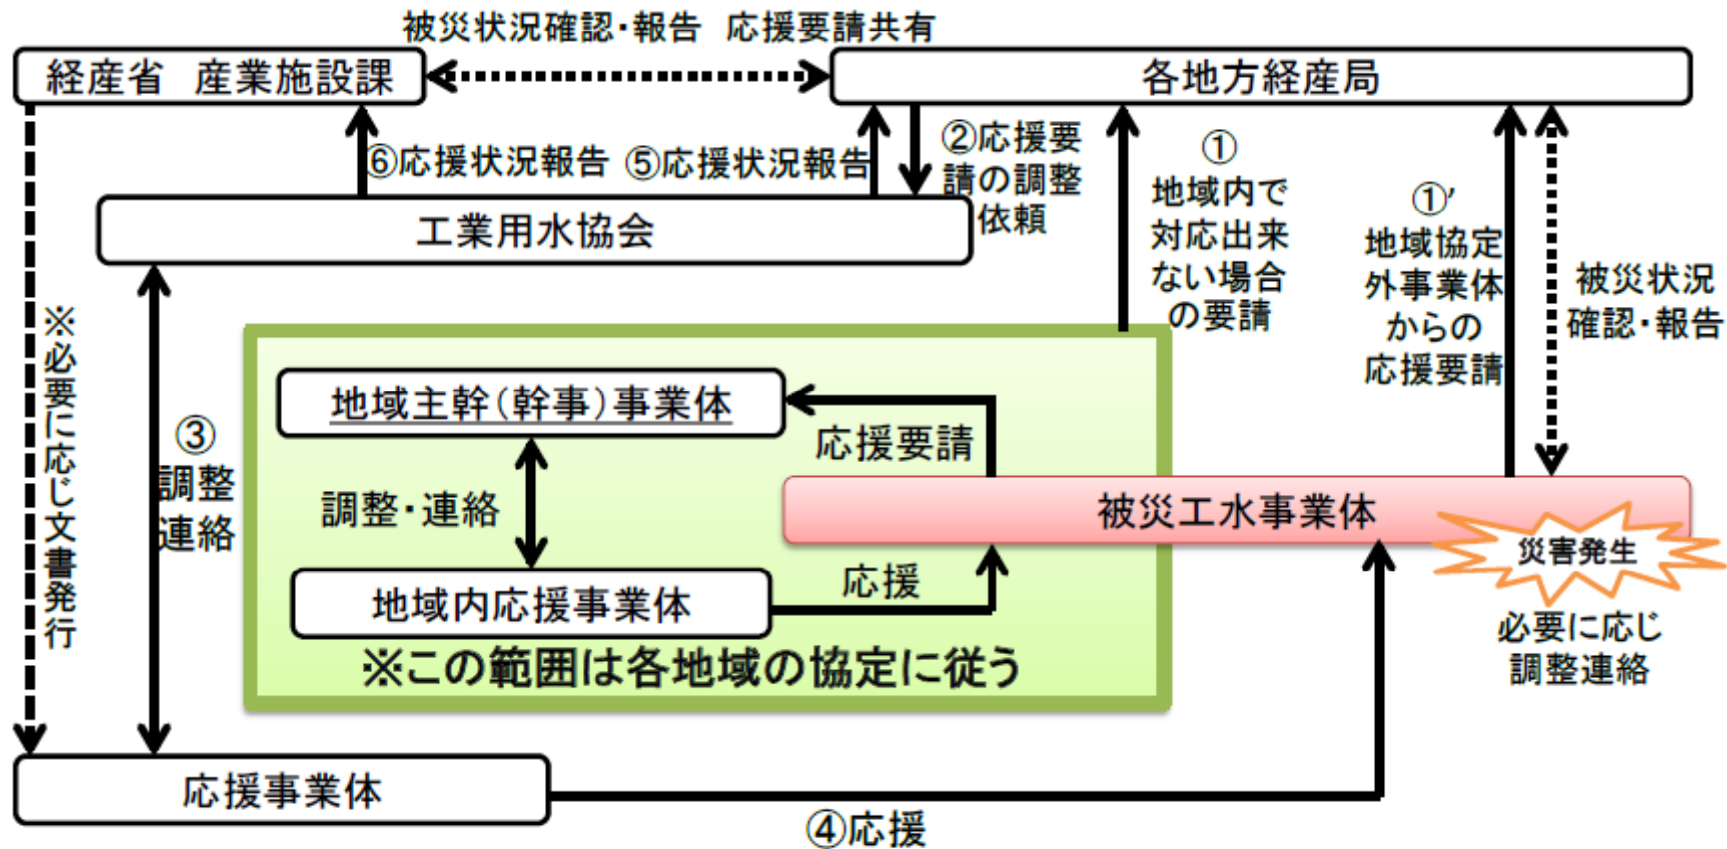 被災状況確認・報告　応援要請共有
経産省　産業施設課
各地方経産局
⑥応援状況報告
⑤応援状況報告
②応援要
請の調整
依頼
①
地域内で
対応出来
ない場合
の要請
①’
地域協定
外事業体
からの
応援要請
被災状況
確認・報告
工業用水協会
※必要に応じ文書発行
③
調整
連絡
地域主幹（幹事）事業体
応援要請
調整・連絡
被災工水事業体
災害発生
応援
地域内応援事業体
必要に応じ
調整連絡
※この範囲は各地域の協定に従う
応援事業体
④応援